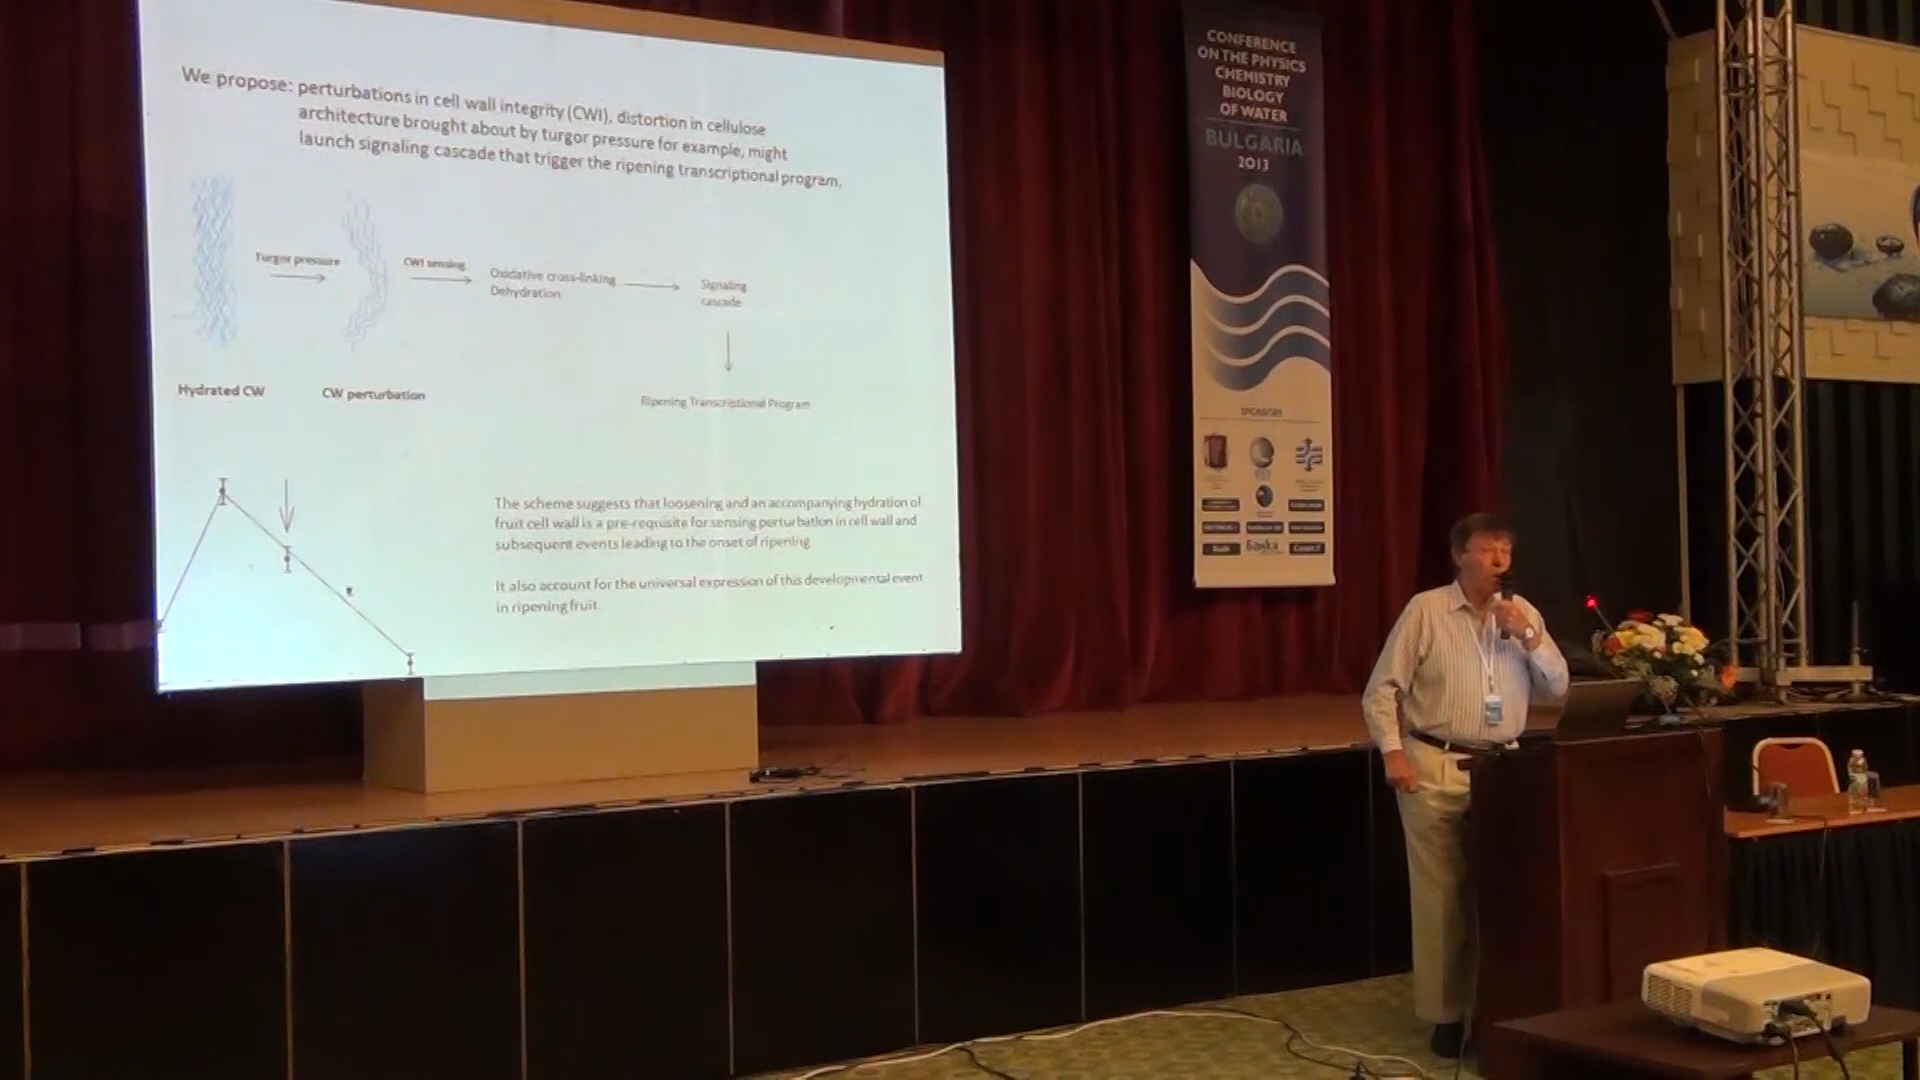 We propose: perturbations in cell wall integrity (CWI), distortion in cellulose
architecture brought about by turgor pressure for example, might
launch signaling cascade that trigger the ripening transcriptional program.
Turgor pressure
CWI sensing
Oxidative cross-linking
Dehydration
Signaling
cascade
Hydrated CW
CW perturbation
Ripening Transcriptional Program
The scheme suggests that loosening and an accompanying hydration of
fruit cell wall is a pre-requisite for sensing perturbation in cell wall and
subsequent events leading to the onset of ripening
It also account for the universal expression of this developmental event
in ripening fruit.
CONFERENCE
ON THE PHYSICS
CHEMISTRY
BIOLOGY
OF WATER
BULGARIA
2013
SPONSORS